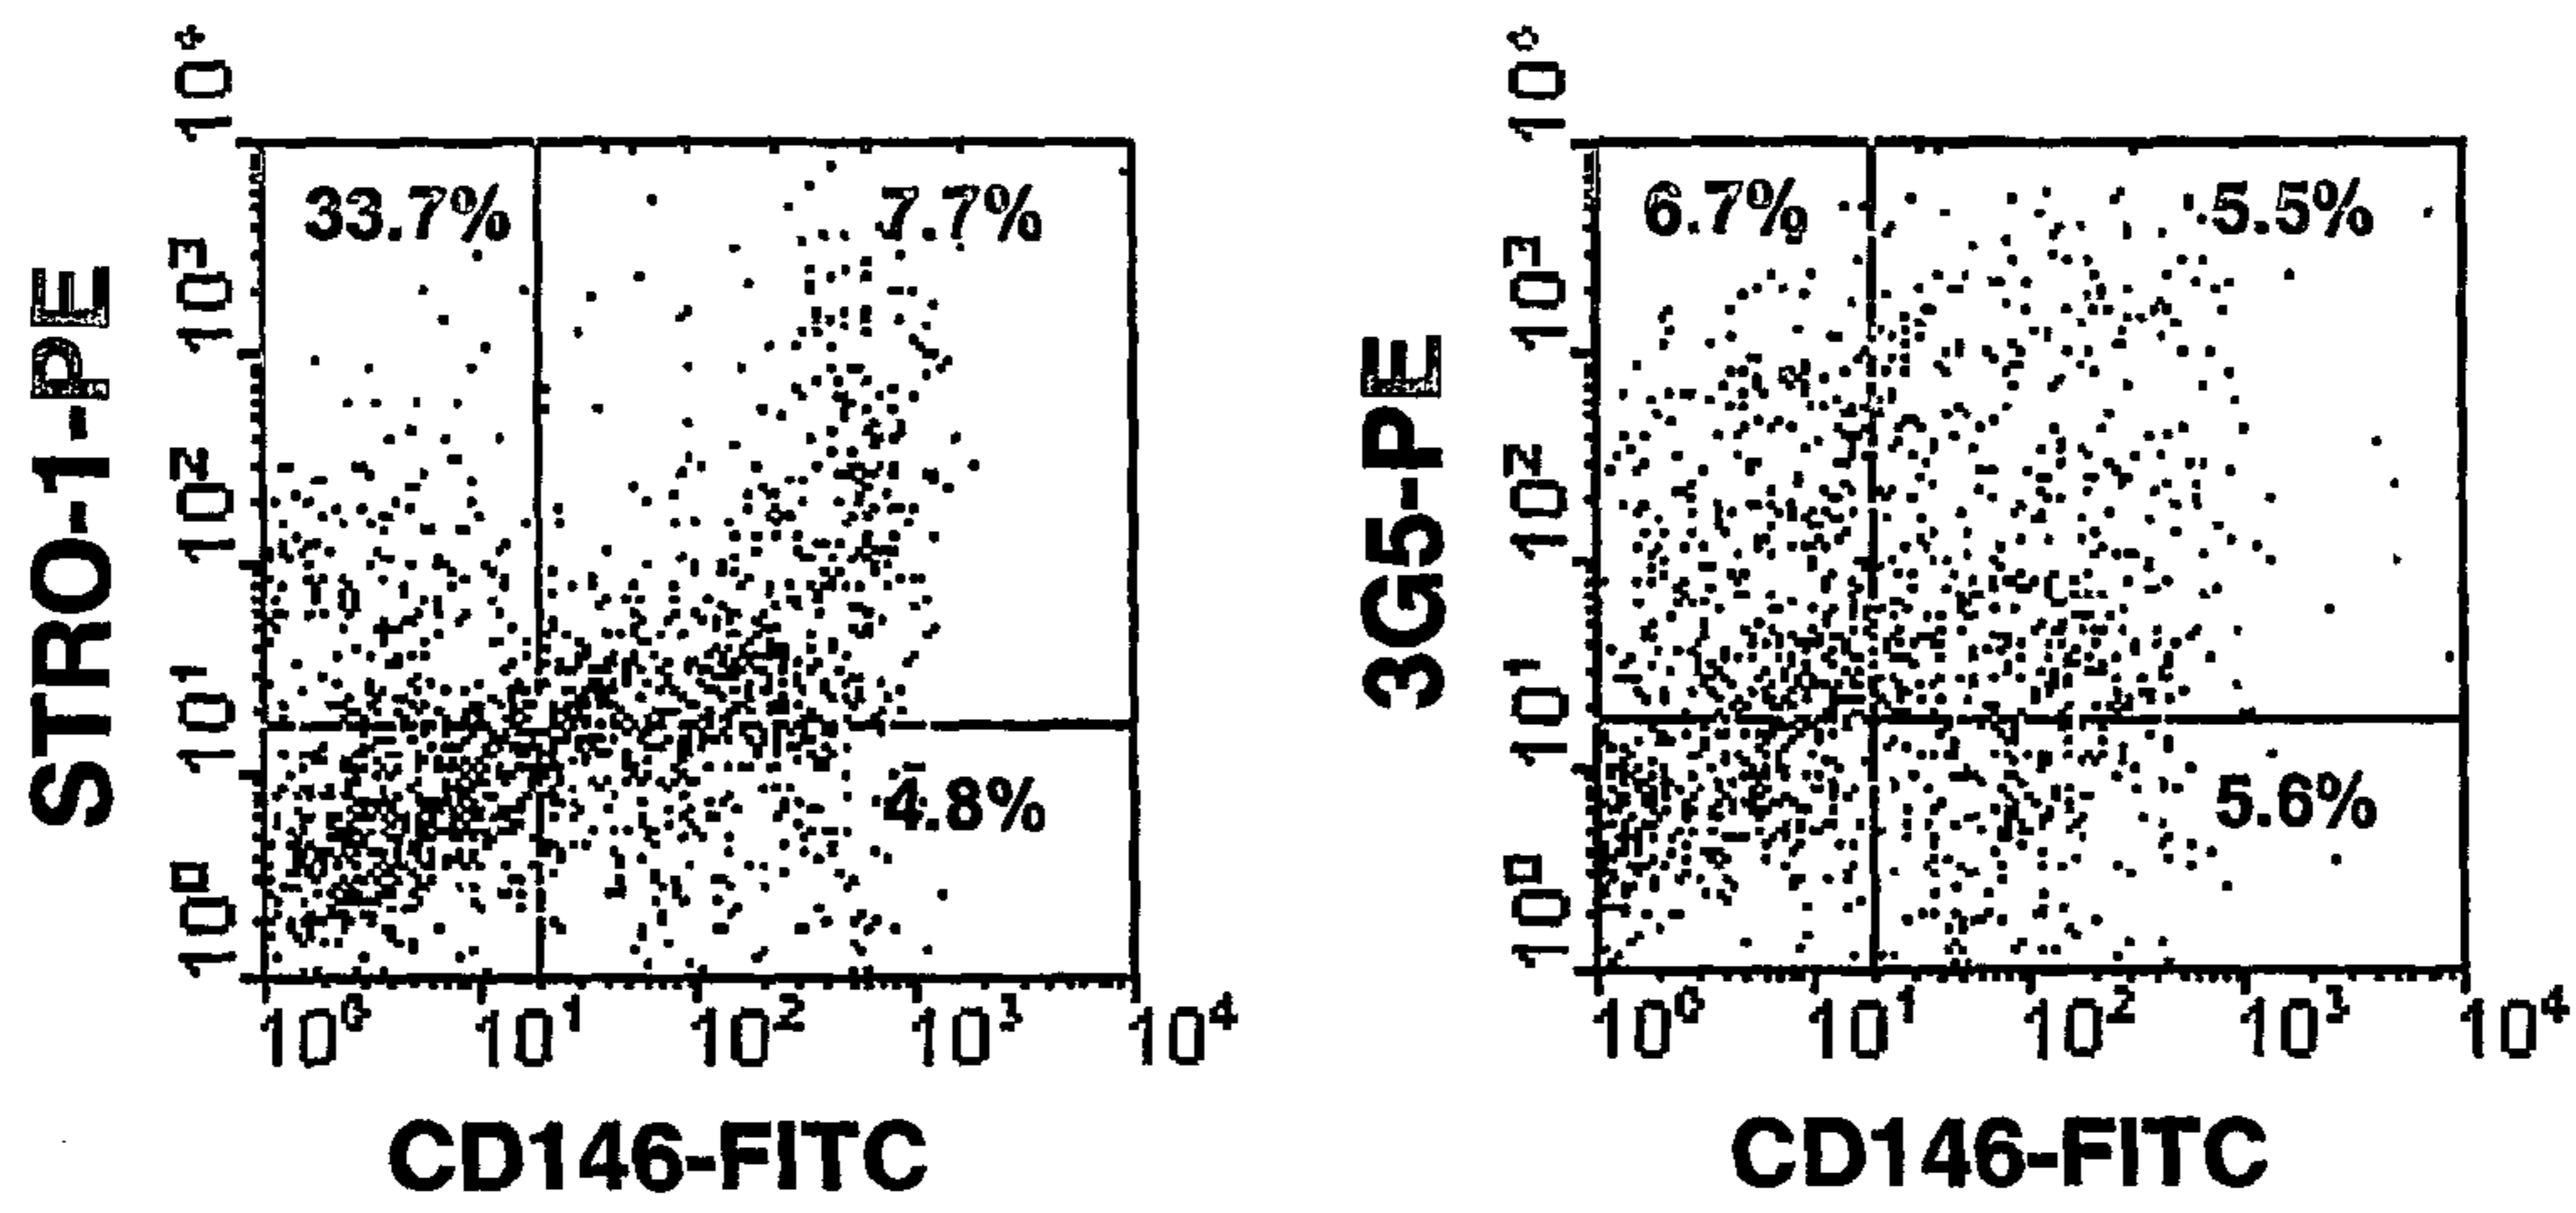 STRO-1-PE
10⁴
10³
10²
10¹
10⁰
33.7%
7.7%
4.8%
10⁰ 10¹ 10² 10³ 10⁴
CD146-FITC
3G5-PE
10⁴
10³
10²
10¹
10⁰
6.7%
5.5%
5.6%
10⁰ 10¹ 10² 10³ 10⁴
CD146-FITC